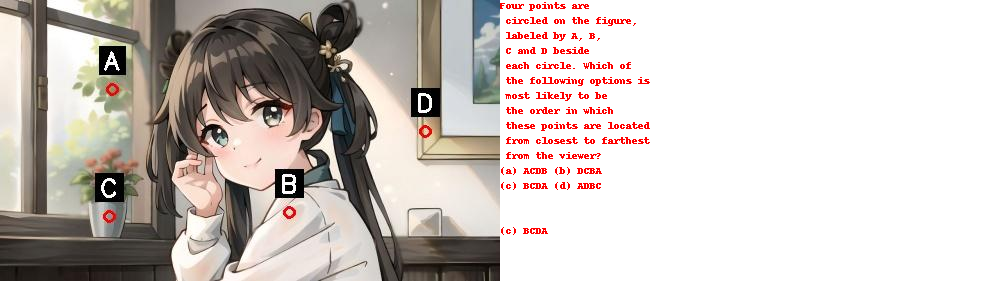 A
D
C
B
Four points are
circled on the figure,
labeled by A, B,
C and D beside
each circle. Which of
the following options is
most likely to be
the order in which
these points are located
from closest to farthest
from the viewer?
(a) ACDB (b) DCBA
(c) BCDA (d) ADBC
(c) BCDA